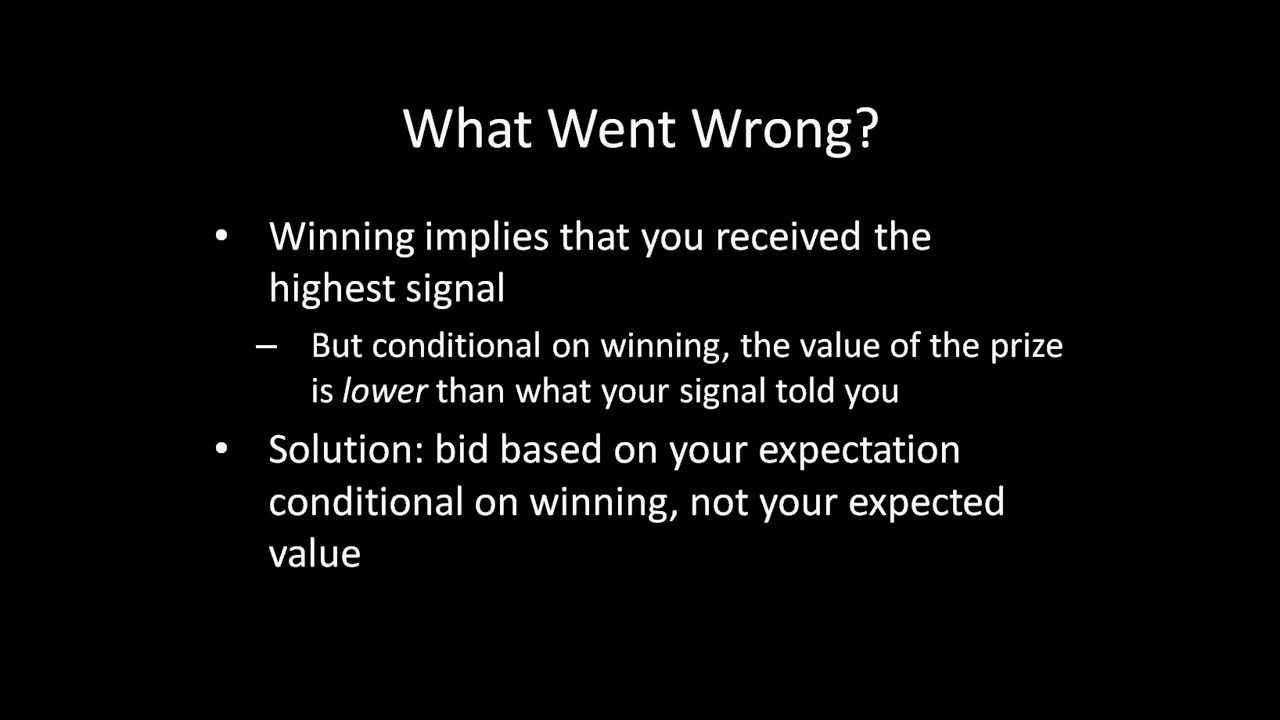 What Went Wrong?
• Winning implies that you received the
highest signal
– But conditional on winning, the value of the prize
is lower than what your signal told you
• Solution: bid based on your expectation
conditional on winning, not your expected
value